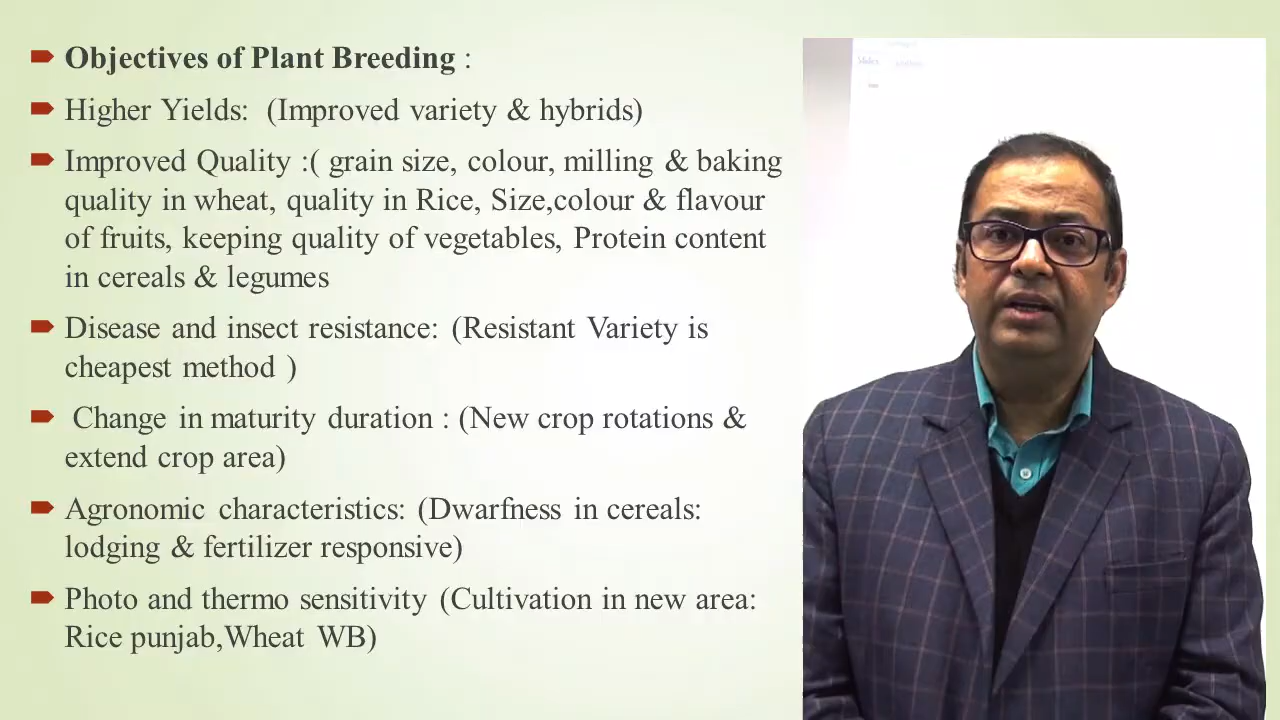 Objectives of Plant Breeding :
Higher Yields: (Improved variety & hybrids)
Improved Quality :( grain size, colour, milling & baking
quality in wheat, quality in Rice, Size,colour & flavour
of fruits, keeping quality of vegetables, Protein content
in cereals & legumes
Disease and insect resistance: (Resistant Variety is
cheapest method )
Change in maturity duration : (New crop rotations &
extend crop area)
Agronomic characteristics: (Dwarfness in cereals:
lodging & fertilizer responsive)
Photo and thermo sensitivity (Cultivation in new area:
Rice punjab,Wheat WB)